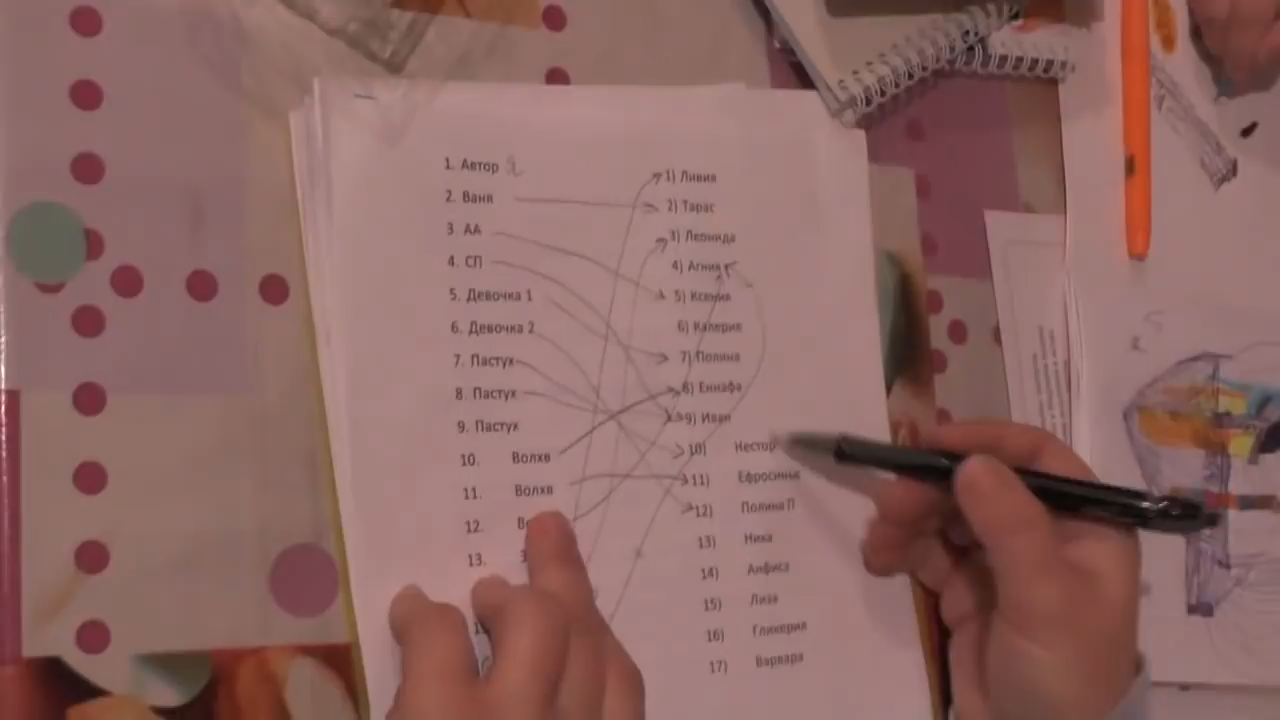 1. Автор я
2. Ваня
3. АА
4. СП
5. Девочка 1
6. Девочка 2
7. Пастух
8. Пастух
9. Пастух
10. Волхв
11. Волхв
12.
13.
1) Ливия
2) Тарас
3) Леонида
4) Агния
5) Ксения
6) Калерия
7) Полина
8) Еннафа
9) Иван
10) Нестор
11) Ефросинья
12) Полина П
13) Ника
14) Анфиса
15) Лиза
16) Гликерия
17) Варвара